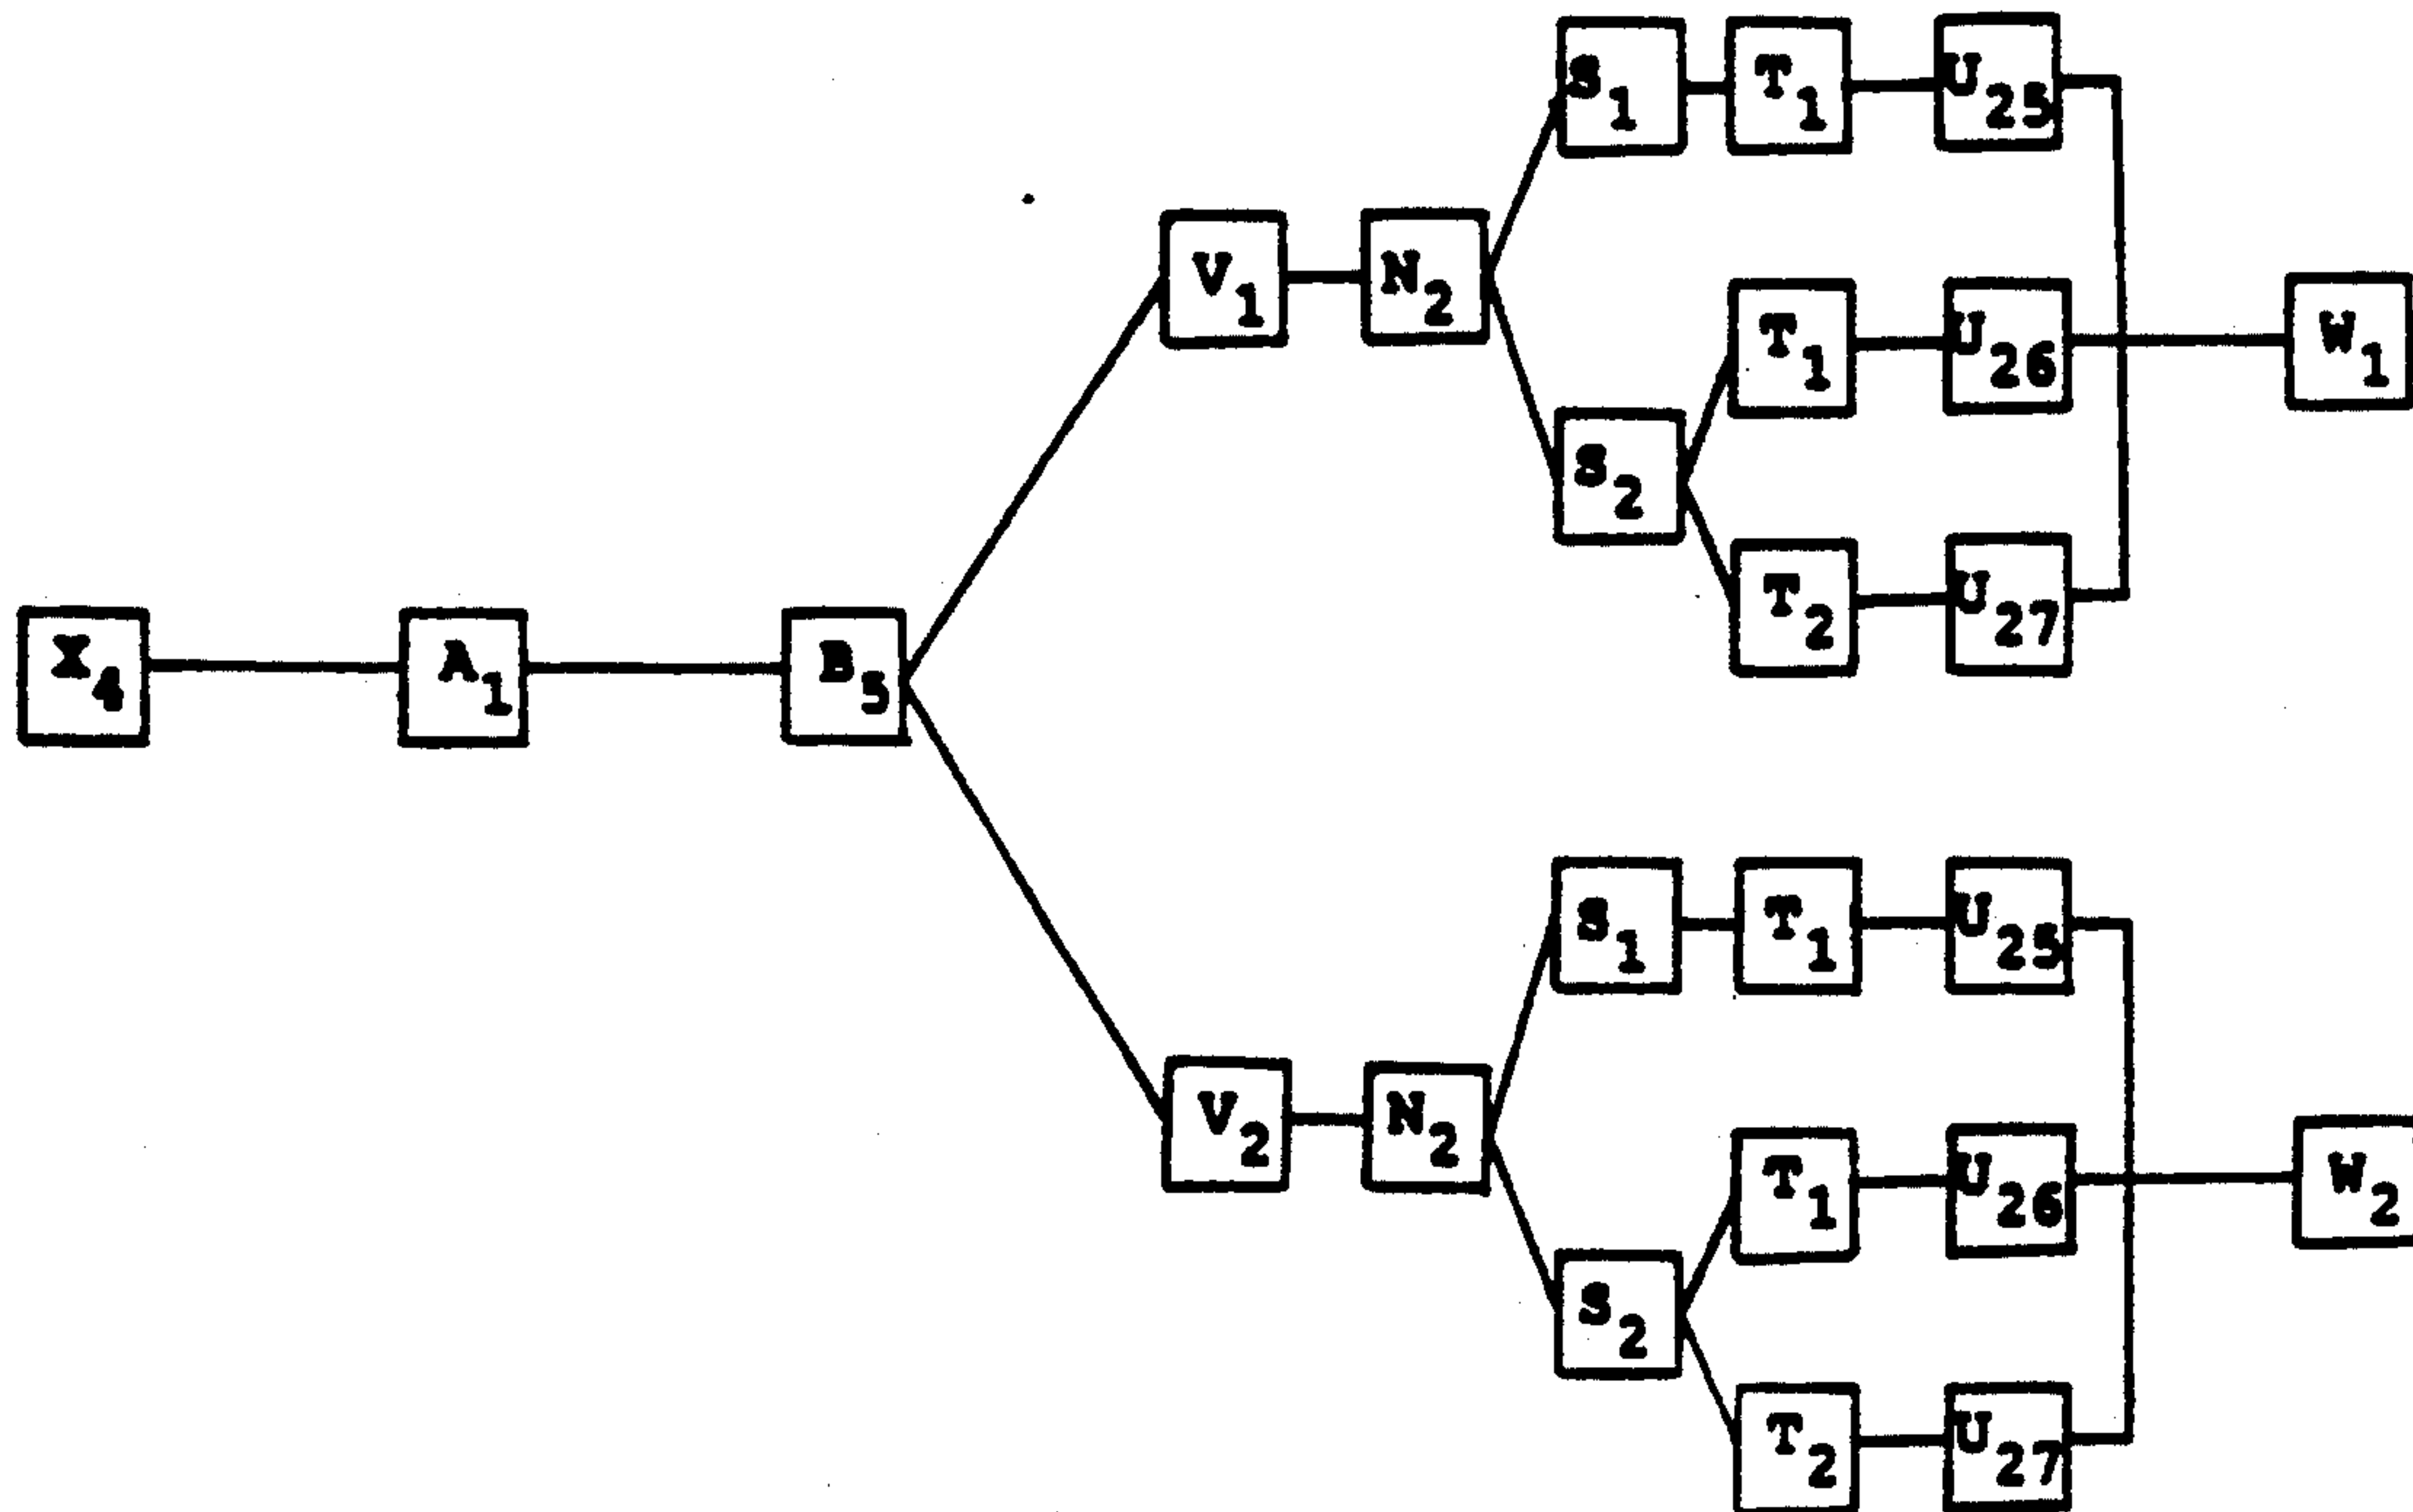 S1 T1 U25
V1 N2
T1 U26 W1
S2
T2 U27
X4 A1 B5
S1 T1 U25
V2 N2
T1 U26 W2
S2
T2 U27